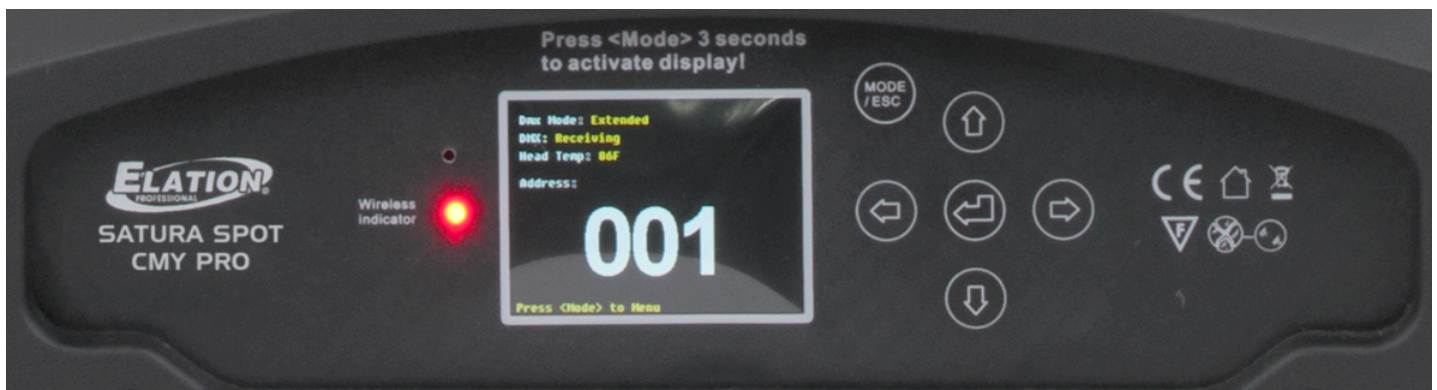 Press <Mode> 3 seconds
to activate display!
MODE
/ESC
Dmx Mode: Extended
DMX: Receiving
Head Temp: 86F
Address:
001
Press <Mode> to Menu
Wireless
indicator
ELATION®
PROFESSIONAL
SATURA SPOT
CMY PRO
CE
F